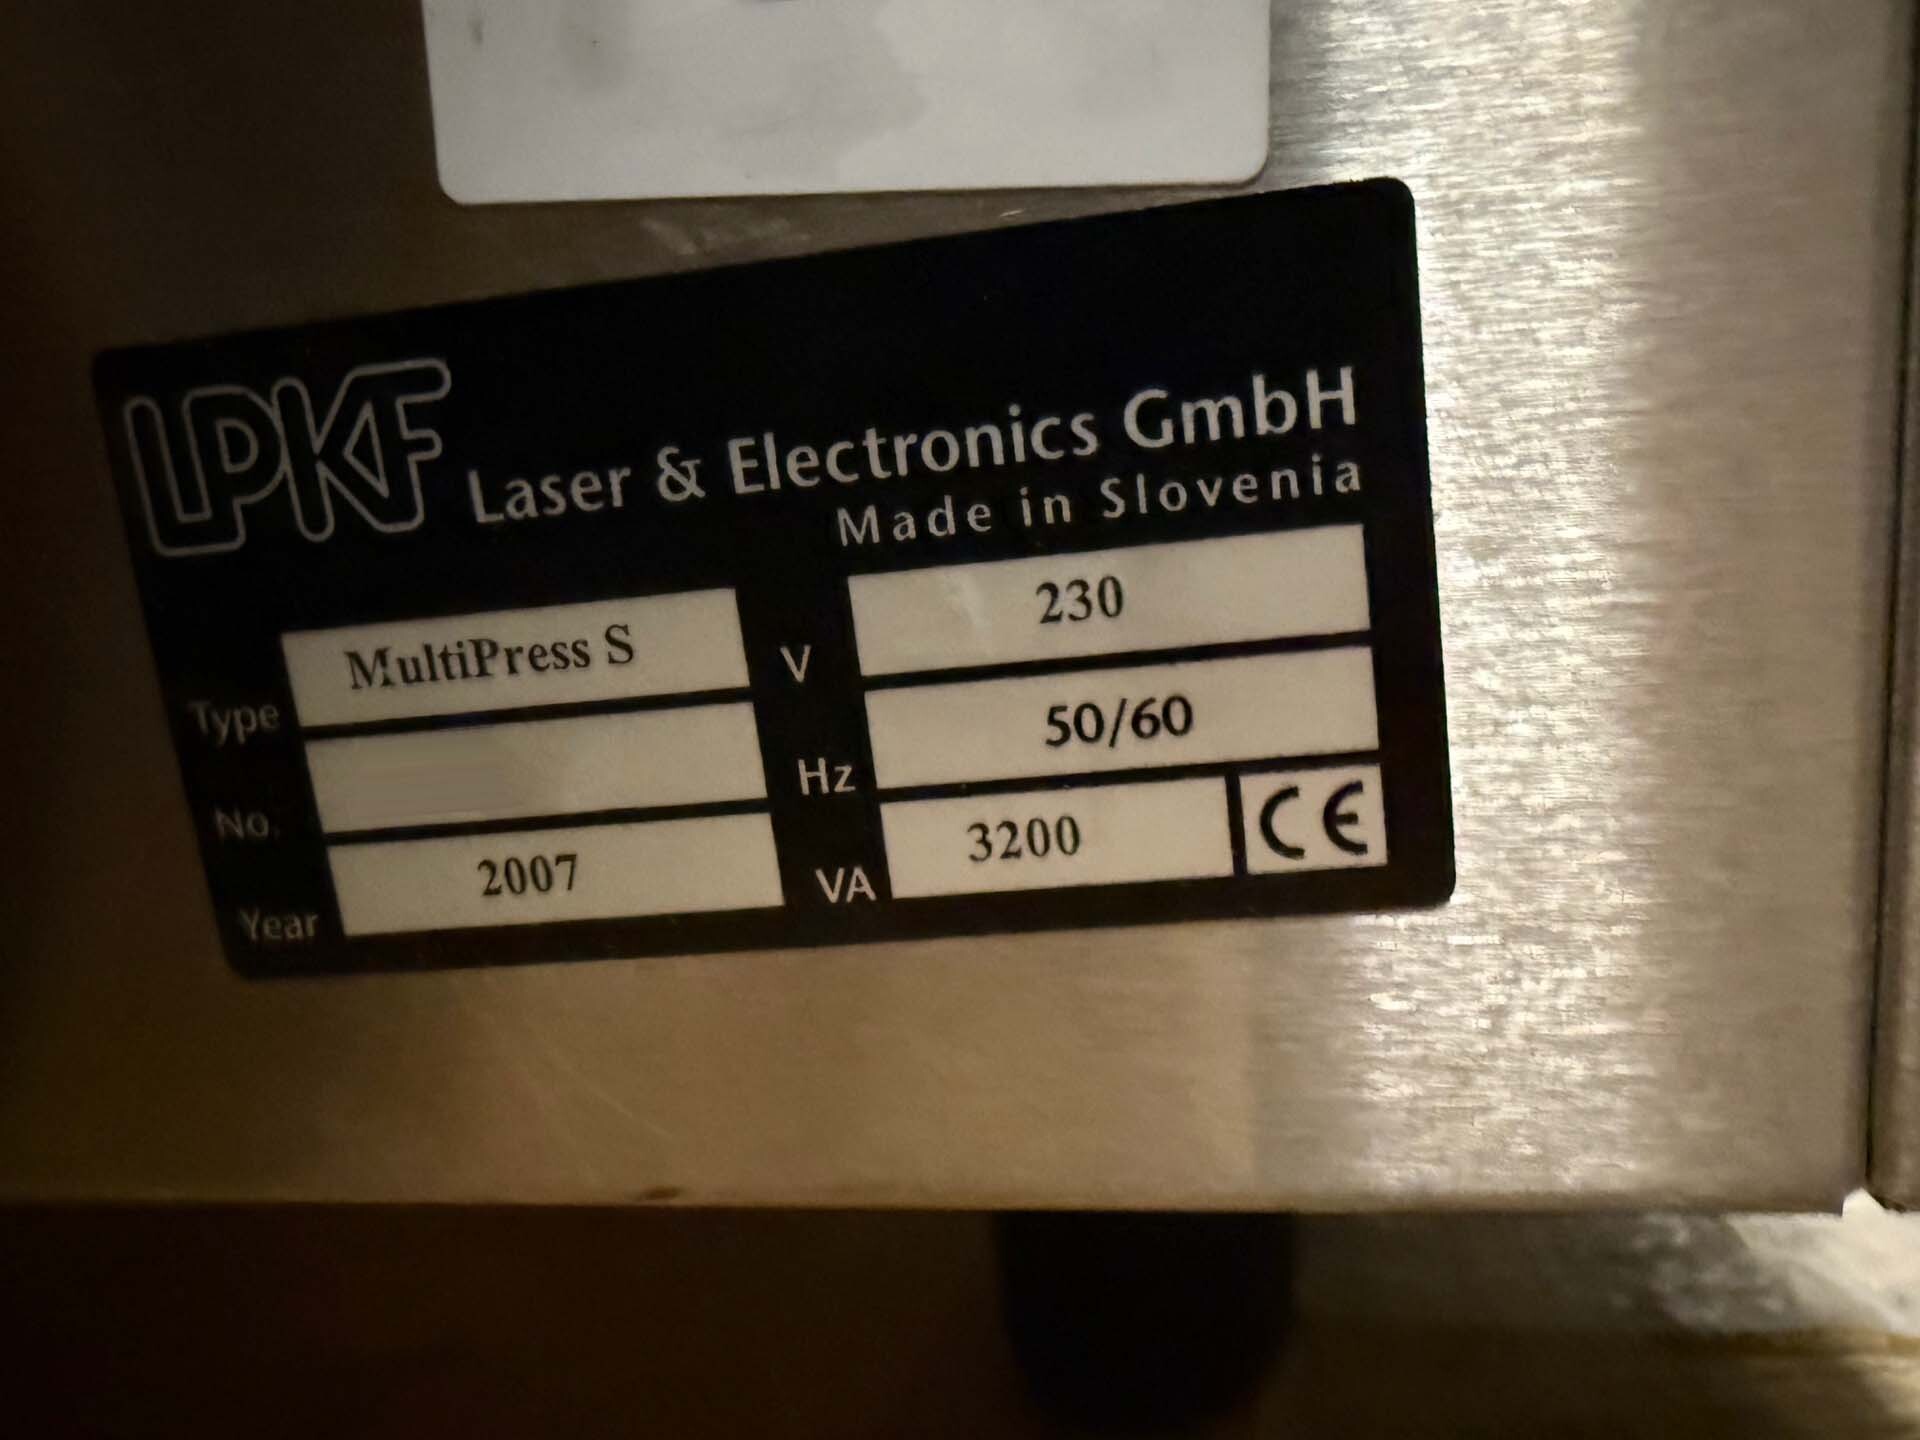 LPKF Laser & Electronics GmbH
Made in Slovenia
Type MultiPress S V 230
No. Hz 50/60
Year 2007 VA 3200 CE